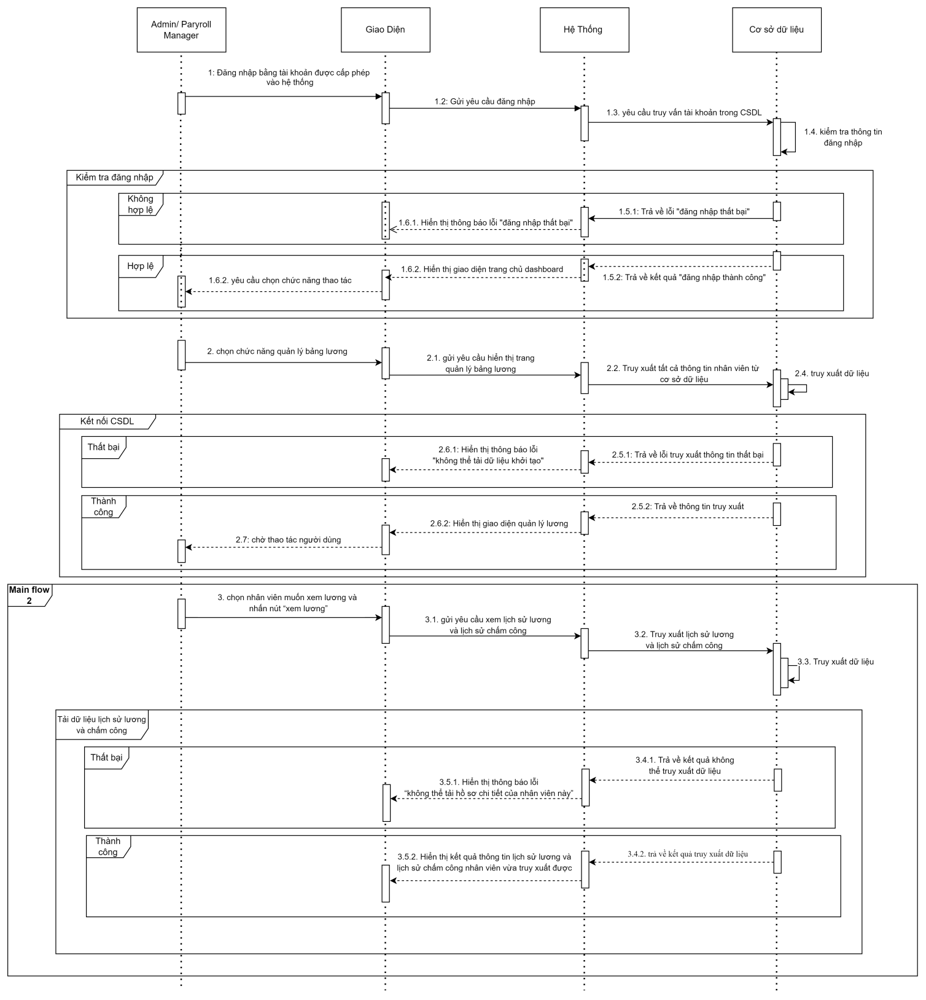 Admin/ Paryroll
Manager
Giao Diện
Hệ Thống
Cơ sở dữ liệu
1: Đăng nhập bằng tài khoản được cấp phép
vào hệ thống
1.2: Gửi yêu cầu đăng nhập
1.3. yêu cầu truy vấn tài khoản trong CSDL
1.4. kiểm tra thông tin
đăng nhập
Kiểm tra đăng nhập
Không
hợp lệ
1.5.1: Trả về lỗi "đăng nhập thất bại"
1.6.1. Hiển thị thông báo lỗi "đăng nhập thất bại"
Hợp lệ
1.6.2. Hiển thị giao diện trang chủ dashboard
1.5.2: Trả về kết quả "đăng nhập thành công"
1.6.2. yêu cầu chọn chức năng thao tác
2. chọn chức năng quản lý bảng lương
2.1. gửi yêu cầu hiển thị trang
quản lý bảng lương
2.2. Truy xuất tất cả thông tin nhân viên từ
cơ sở dữ liệu
2.4. truy xuất dữ liệu
Kết nối CSDL
Thất bại
2.6.1: Hiển thị thông báo lỗi
"không thể tải dữ liệu khởi tạo"
2.5.1: Trả về lỗi truy xuất thông tin thất bại
Thành
công
2.5.2: Trả về thông tin truy xuất
2.6.2: Hiển thị giao diện quản lý lương
2.7: chờ thao tác người dùng
Main flow
2
3. chọn nhân viên muốn xem lương và
nhấn nút “xem lương”
3.1. gửi yêu cầu xem lịch sử lương
và lịch sử chấm công
3.2. Truy xuất lịch sử lương
và lịch sử chấm công
3.3. Truy xuất dữ liệu
Tải dữ liệu lịch sử lương
và chấm công
Thất bại
3.4.1. Trả về kết quả không
thể truy xuất dữ liệu
3.5.1. Hiển thị thông báo lỗi
“không thể tải hồ sơ chi tiết của nhân viên này”
Thành
công
3.4.2. trả về kết quả truy xuất dữ liệu
3.5.2. Hiển thị kết quả thông tin lịch sử lương và
lịch sử chấm công nhân viên vừa truy xuất được